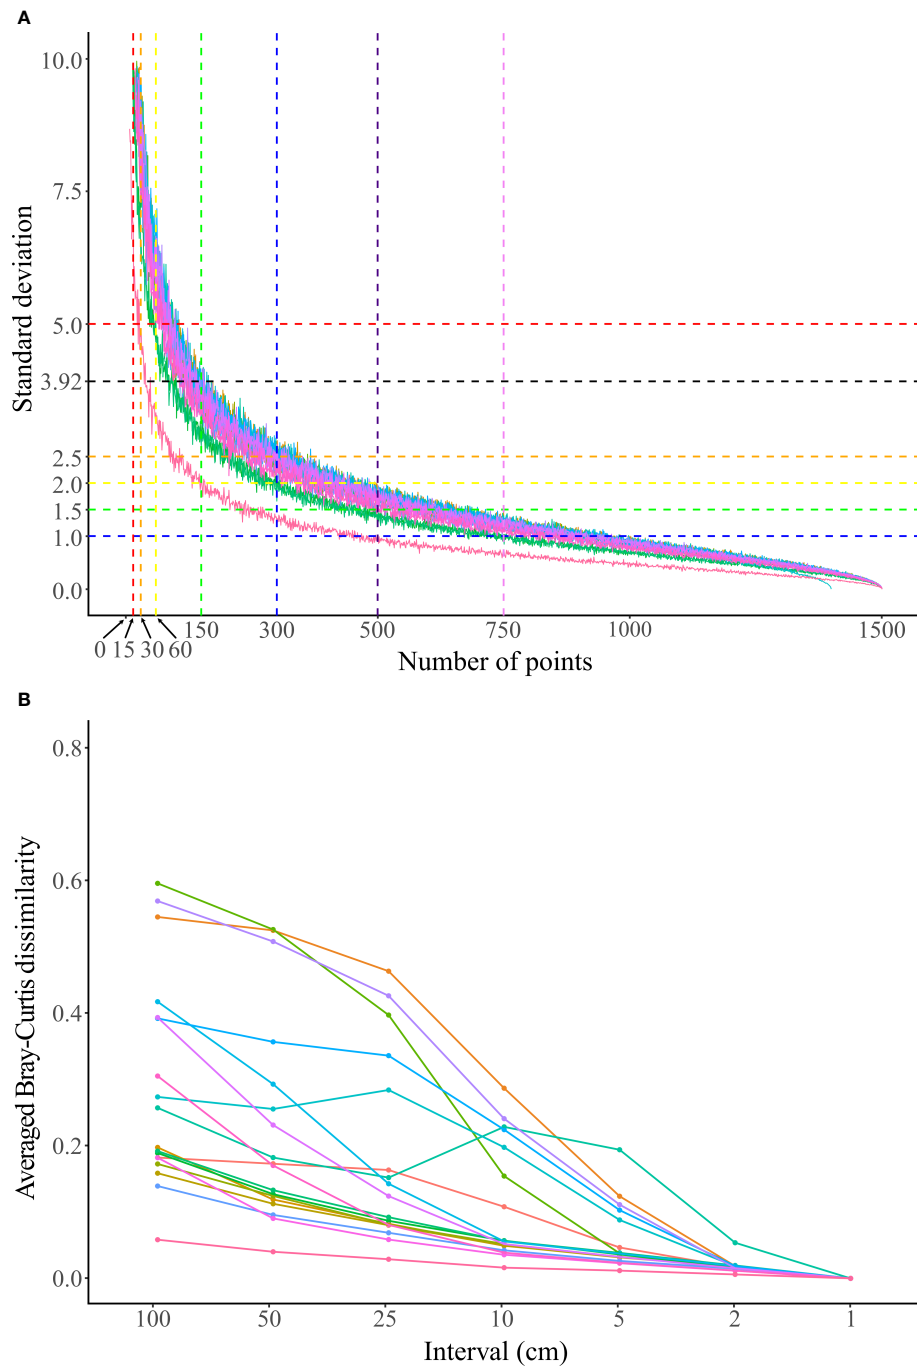 A
10.0
7.5
5.0
3.92
2.5
2.0
1.5
1.0
0.0
Standard deviation
150 300 500 750 1000 1500
0 15 30 60
Number of points
B
0.8
0.6
0.4
0.2
0.0
Averaged Bray-Curtis dissimilarity
100 50 25 10 5 2 1
Interval (cm)